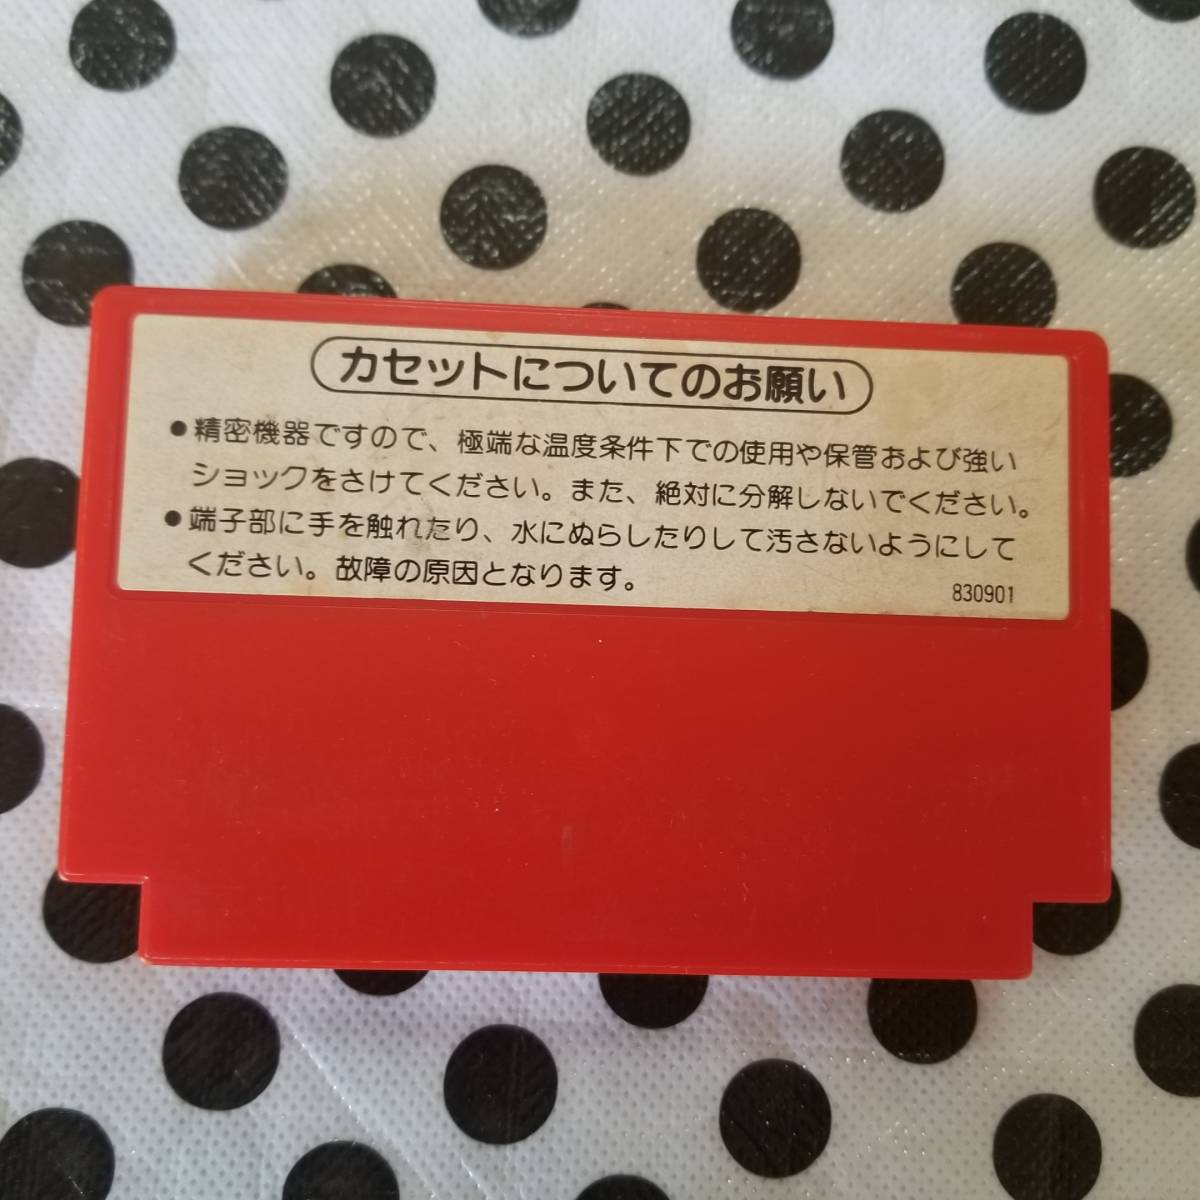 カセットについてのお願い
●精密機器ですので、極端な温度条件下での使用や保管および強い
ショックをさけてください。また、絶対に分解しないでください。
●端子部に手を触れたり、水にぬらしたりして汚さないようにして
ください。故障の原因となります。
830901